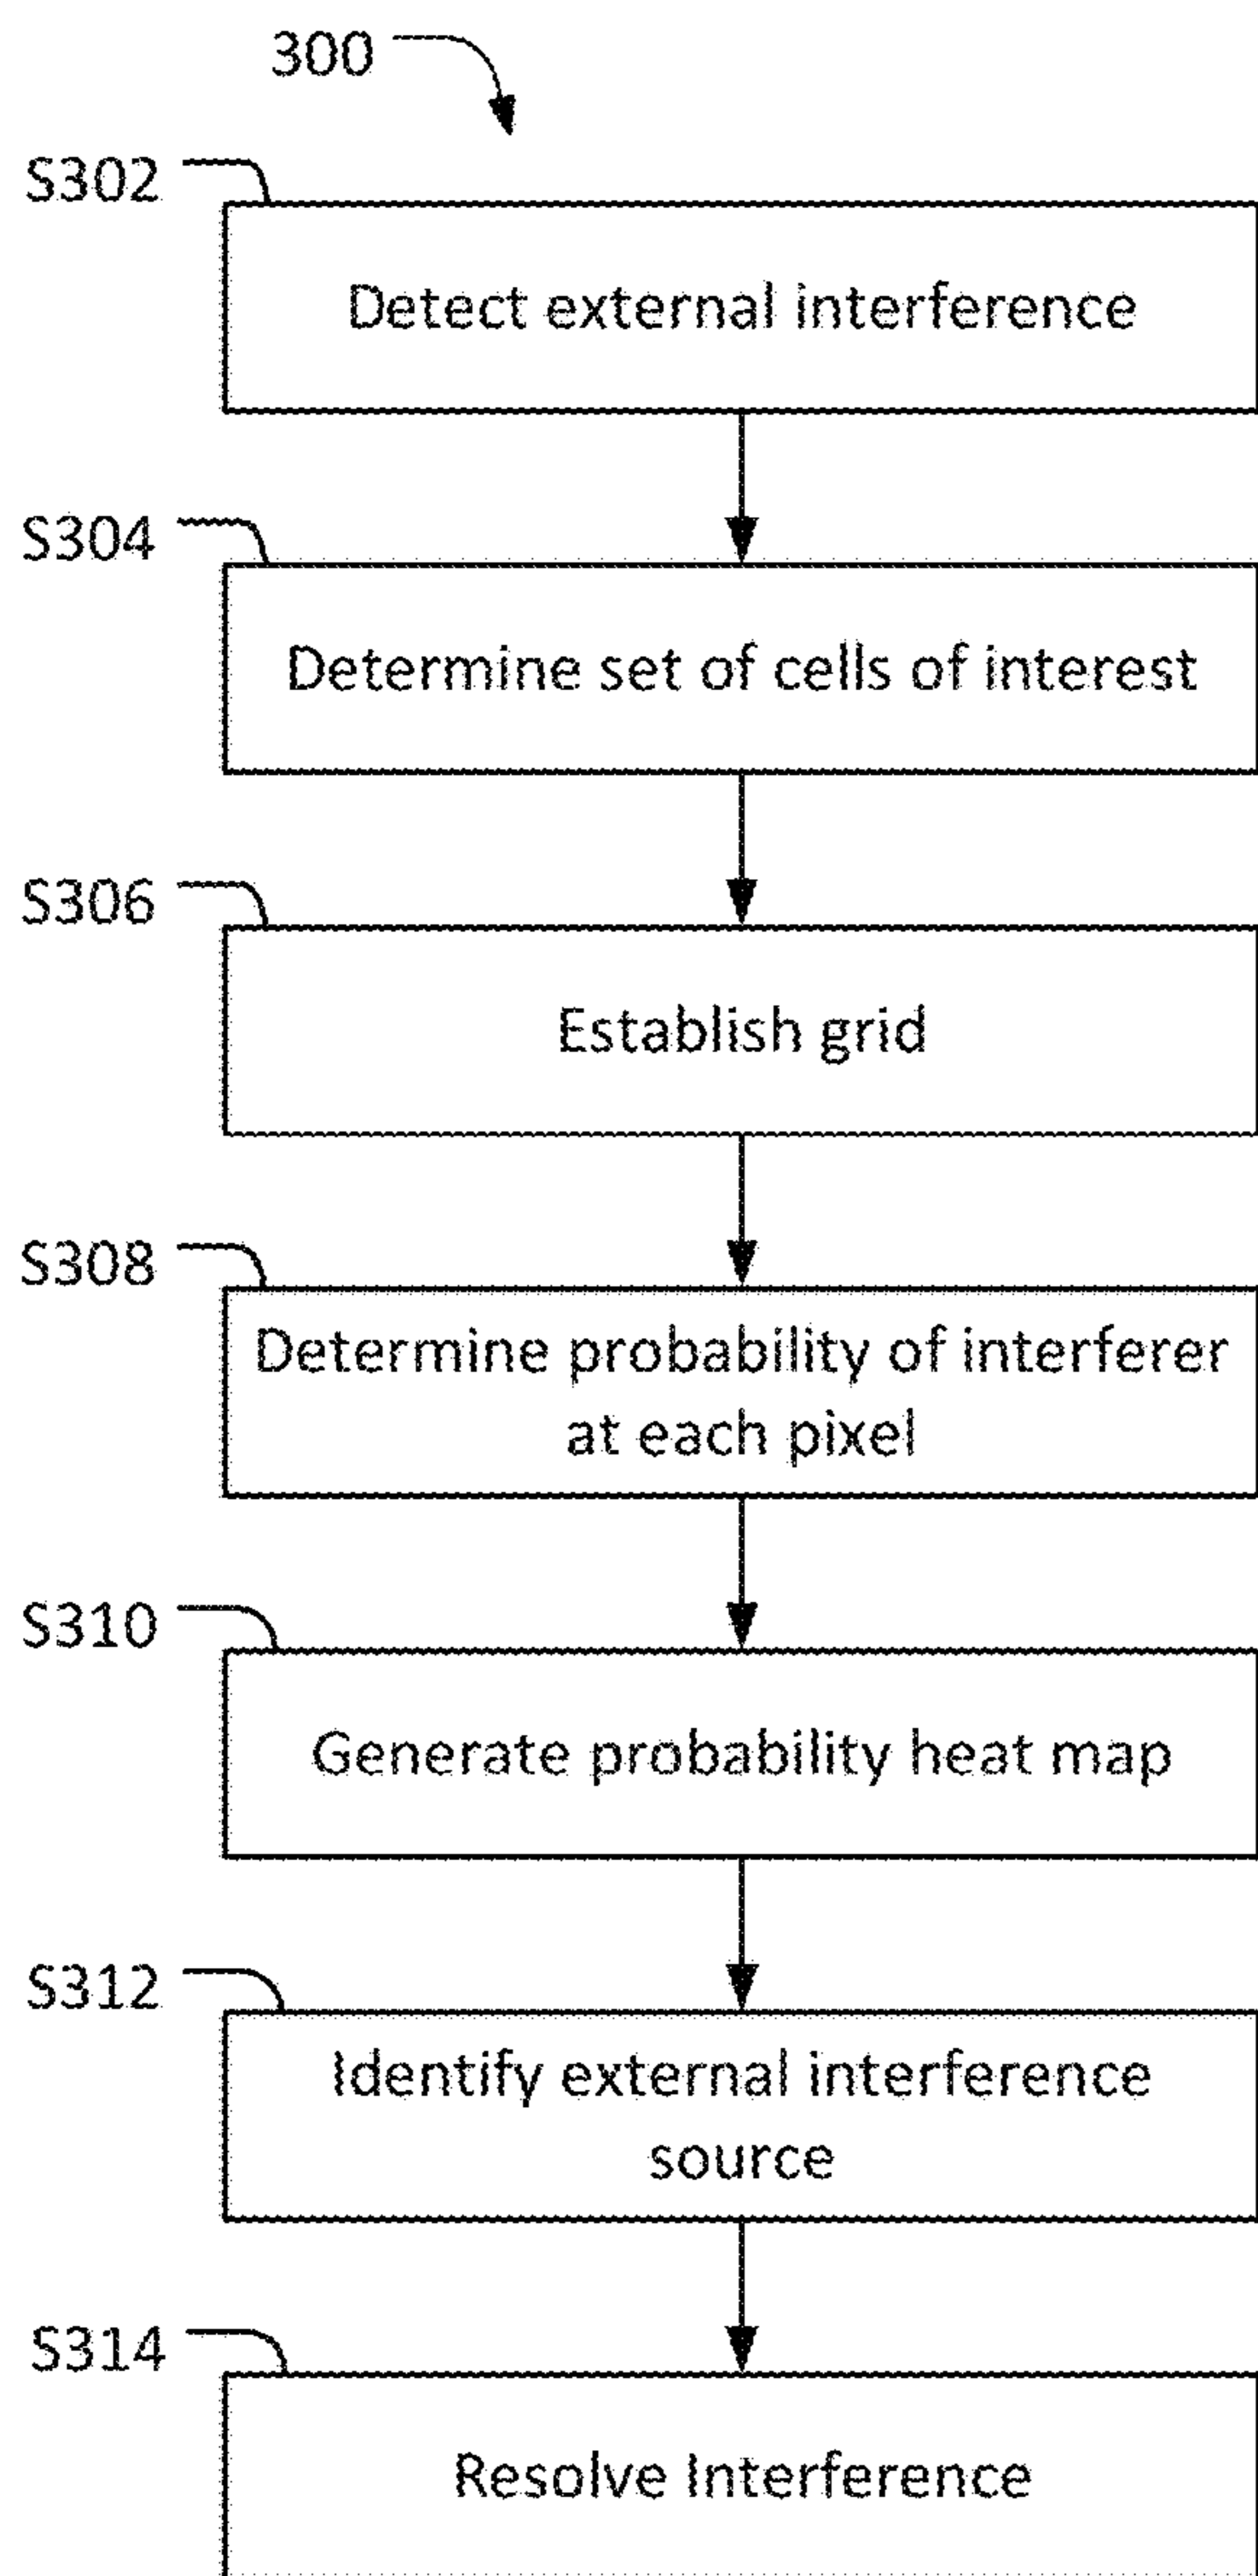 300
S302
Detect external interference
S304
Determine set of cells of interest
S306
Establish grid
S308
Determine probability of interferer
at each pixel
S310
Generate probability heat map
S312
Identify external interference
source
S314
Resolve Interference